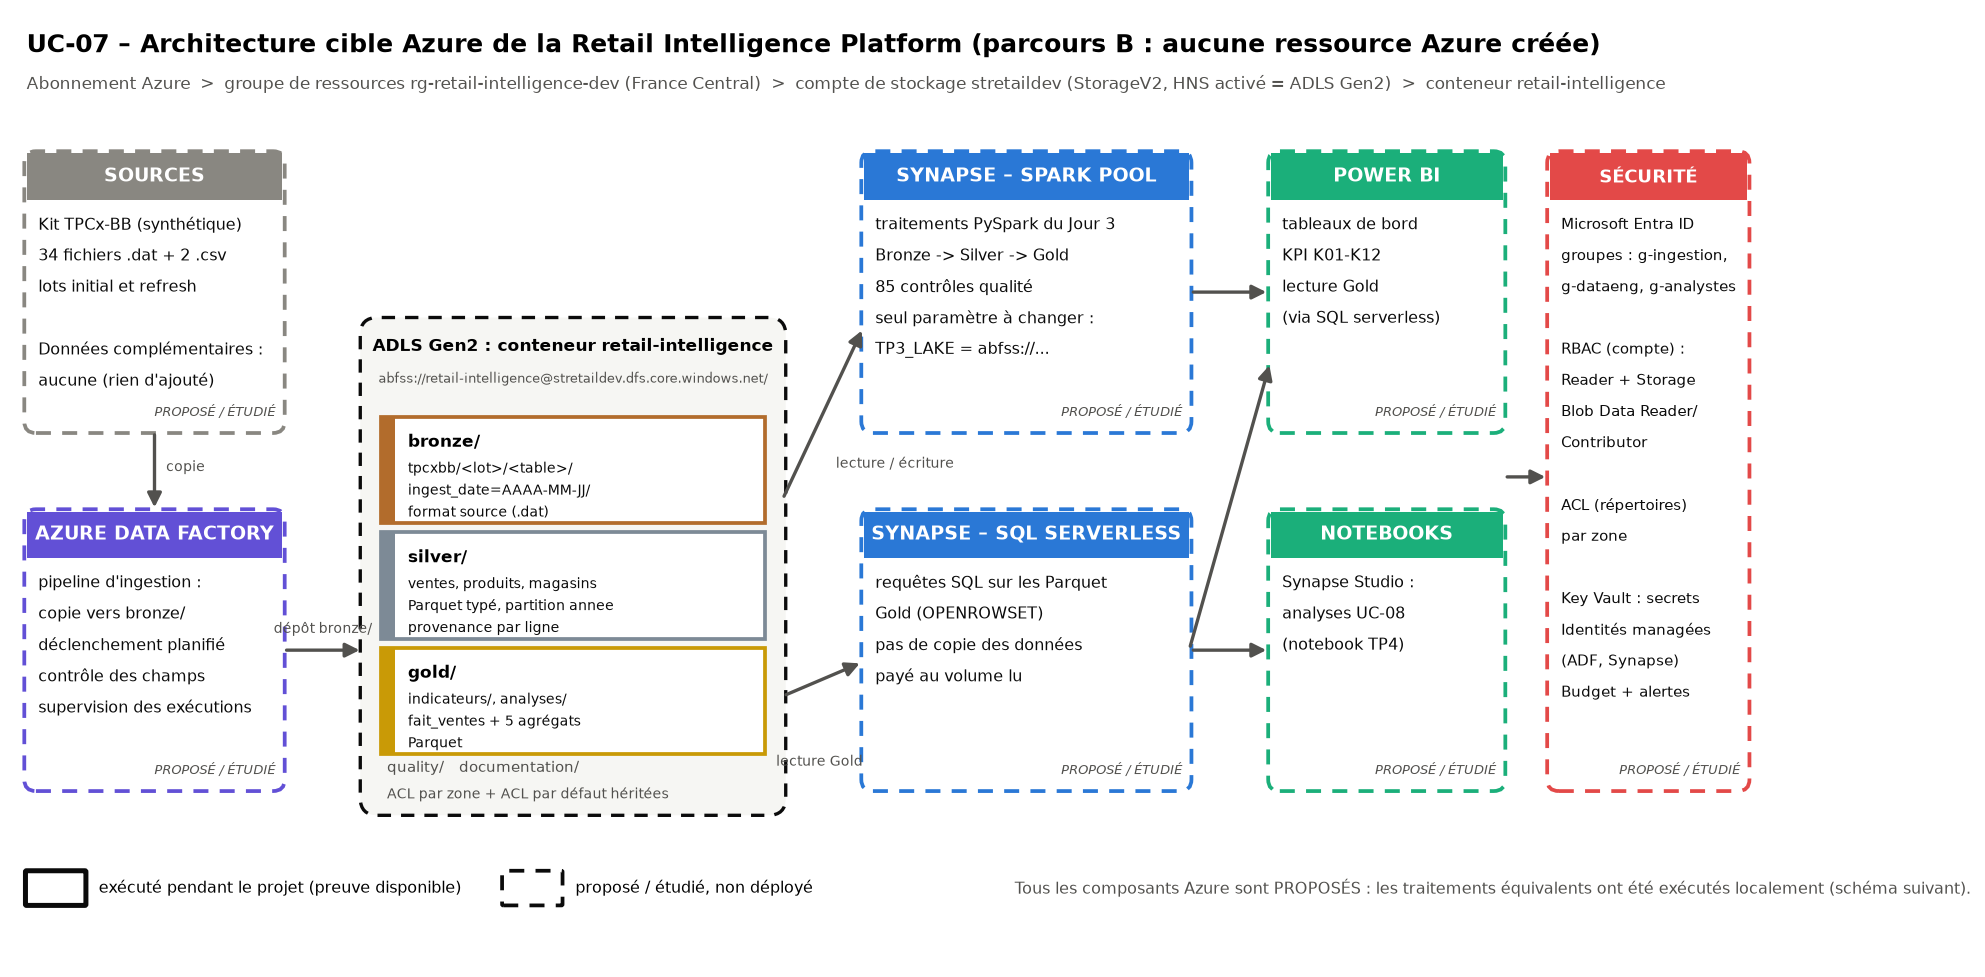 UC-07 – Architecture cible Azure de la Retail Intelligence Platform (parcours B : aucune ressource Azure créée)
Abonnement Azure > groupe de ressources rg-retail-intelligence-dev (France Central) > compte de stockage stretaildev (StorageV2, HNS activé = ADLS Gen2) > conteneur retail-intelligence
SOURCES
Kit TPCx-BB (synthétique)
34 fichiers .dat + 2 .csv
lots initial et refresh
Données complémentaires :
aucune (rien d'ajouté)
PROPOSÉ / ÉTUDIÉ
copie
AZURE DATA FACTORY
pipeline d'ingestion :
copie vers bronze/
déclenchement planifié
contrôle des champs
supervision des exécutions
PROPOSÉ / ÉTUDIÉ
dépôt bronze/
ADLS Gen2 : conteneur retail-intelligence
abfss://retail-intelligence@stretaildev.dfs.core.windows.net/
bronze/
tpcxbb/<lot>/<table>/
ingest_date=AAAA-MM-JJ/
format source (.dat)
silver/
ventes, produits, magasins
Parquet typé, partition annee
provenance par ligne
gold/
indicateurs/, analyses/
fait_ventes + 5 agrégats
Parquet
quality/ documentation/
ACL par zone + ACL par défaut héritées
SYNAPSE – SPARK POOL
traitements PySpark du Jour 3
Bronze -> Silver -> Gold
85 contrôles qualité
seul paramètre à changer :
TP3_LAKE = abfss://...
PROPOSÉ / ÉTUDIÉ
lecture / écriture
SYNAPSE – SQL SERVERLESS
requêtes SQL sur les Parquet
Gold (OPENROWSET)
pas de copie des données
payé au volume lu
PROPOSÉ / ÉTUDIÉ
lecture Gold
POWER BI
tableaux de bord
KPI K01-K12
lecture Gold
(via SQL serverless)
PROPOSÉ / ÉTUDIÉ
NOTEBOOKS
Synapse Studio :
analyses UC-08
(notebook TP4)
PROPOSÉ / ÉTUDIÉ
SÉCURITÉ
Microsoft Entra ID
groupes : g-ingestion,
g-dataeng, g-analystes
RBAC (compte) :
Reader + Storage
Blob Data Reader/
Contributor
ACL (répertoires)
par zone
Key Vault : secrets
Identités managées
(ADF, Synapse)
Budget + alertes
PROPOSÉ / ÉTUDIÉ
exécuté pendant le projet (preuve disponible)
proposé / étudié, non déployé
Tous les composants Azure sont PROPOSÉS : les traitements équivalents ont été exécutés localement (schéma suivant).